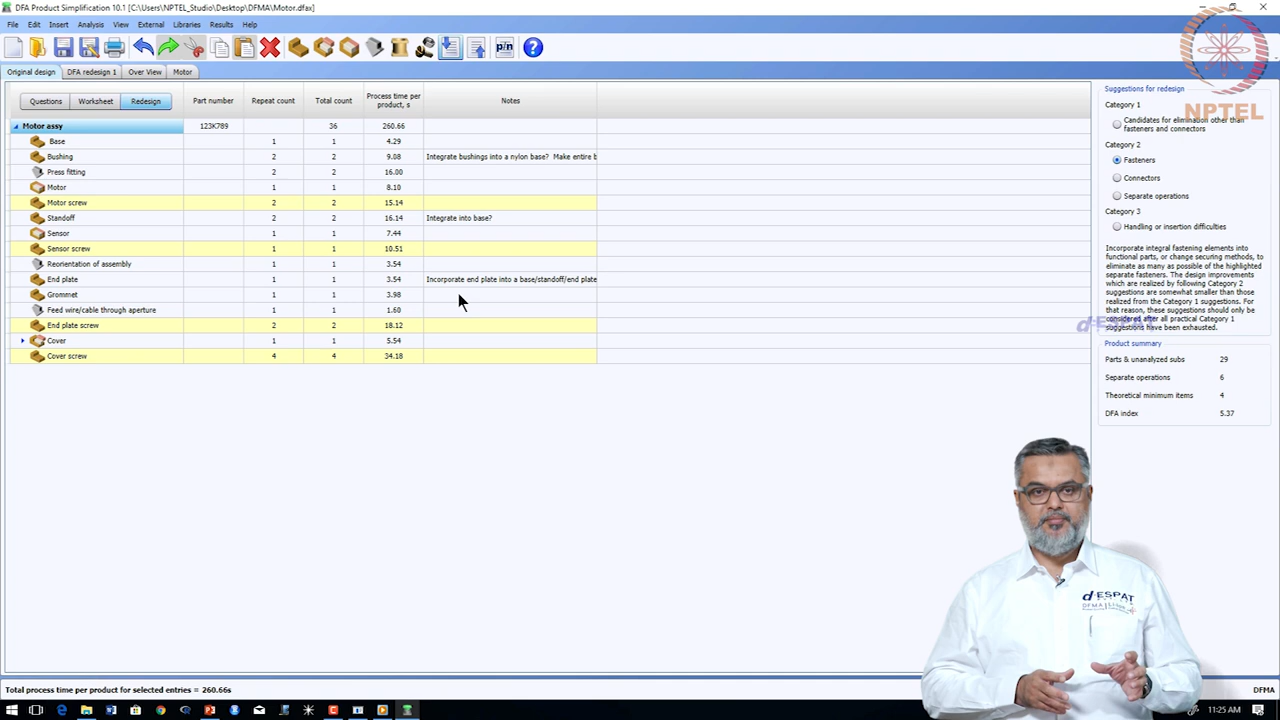 DFA Product Simplification 10.1 [C:\Users\NPTEL_Studio\Desktop\DFMA\Motor.dfax]
File Edit Insert Analysis View External Libraries Results Help
p/n ?
Original design DFA redesign 1 Over View Motor
Questions Worksheet Redesign Part number Repeat count Total count Process time per product, s Notes
Motor assy 123K789 36 260.66
Base 1 1 4.29
Bushing 2 2 9.08 Integrate bushings into a nylon base? Make entire b
Press fitting 2 2 16.00
Motor 1 1 8.10
Motor screw 2 2 15.14
Standoff 2 2 16.14 Integrate into base?
Sensor 1 1 7.44
Sensor screw 1 1 10.51
Reorientation of assembly 1 1 3.54
End plate 1 1 3.54 Incorporate end plate into a base/standoff/end plate
Grommet 1 1 3.98
Feed wire/cable through aperture 1 1 1.60
End plate screw 2 2 18.12
Cover 1 1 5.54
Cover screw 4 4 34.18
Suggestions for redesign
Category 1
Candidates for elimination other than
fasteners and connectors
Category 2
Fasteners
Connectors
Separate operations
Category 3
Handling or insertion difficulties
Incorporate integral fastening elements into
functional parts, or change securing methods, to
eliminate as many as possible of the highlighted
separate fasteners. The design improvements
which are realized by following Category 2
suggestions are somewhat smaller than those
realized from the Category 1 suggestions. For
that reason, these suggestions should only be
considered after all practical Category 1
suggestions have been exhausted.
Product summary
Parts & unanalyzed subs 29
Separate operations 6
Theoretical minimum items 4
DFA index 5.37
NPTEL
d-ESPAT
d-ESPAT
Total process time per product for selected entries = 260.66s
DFMA
11:25 AM